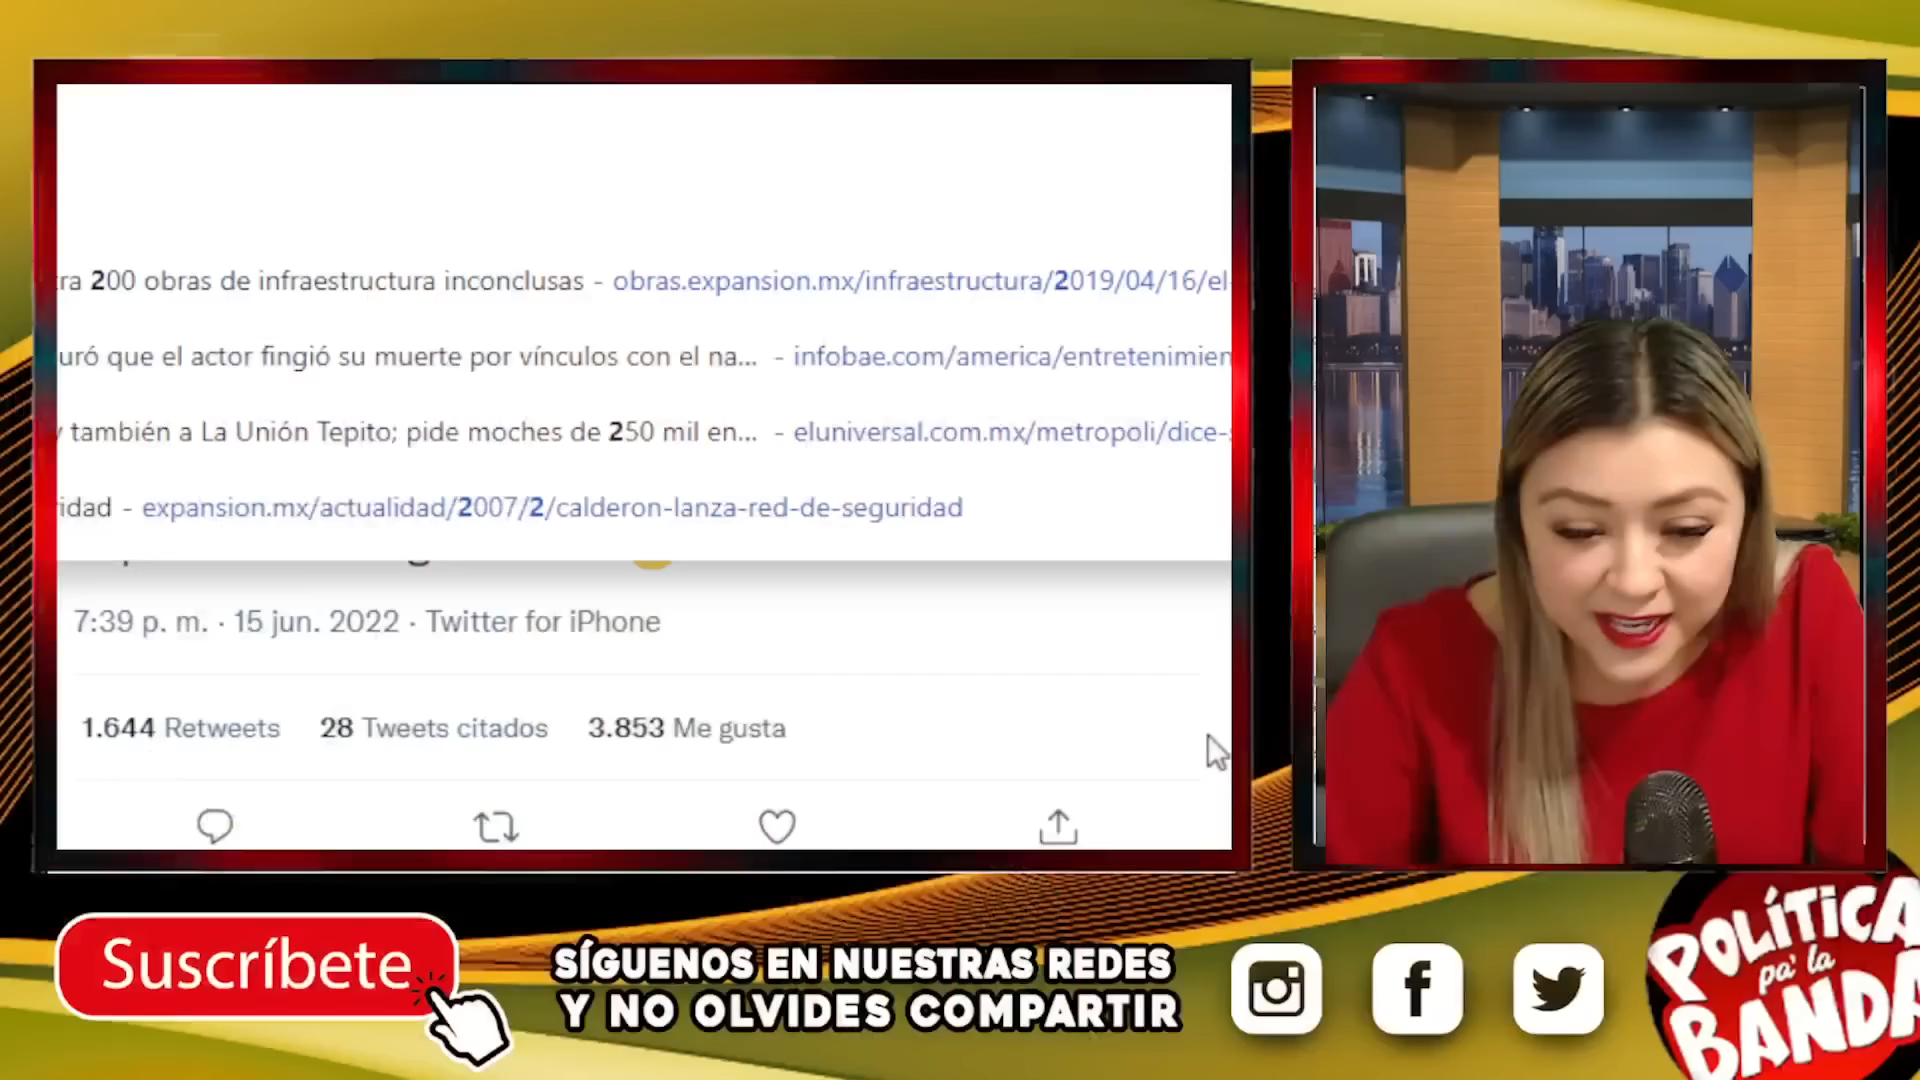 200 obras de infraestructura inconclusas - obras.expansion.mx/infraestructura/2019/04/16/el-
que el actor fingió su muerte por vínculos con el na... - infobae.com/america/entretenimien
también a La Unión Tepito; pide moches de 250 mil en... - eluniversal.com.mx/metropoli/dice-
- expansion.mx/actualidad/2007/2/calderon-lanza-red-de-seguridad
7:39 p. m. · 15 jun. 2022 · Twitter for iPhone
1.644 Retweets 28 Tweets citados 3.853 Me gusta
Suscríbete
SÍGUENOS EN NUESTRAS REDES
Y NO OLVIDES COMPARTIR
POLÍTICA
pa' la
BANDA